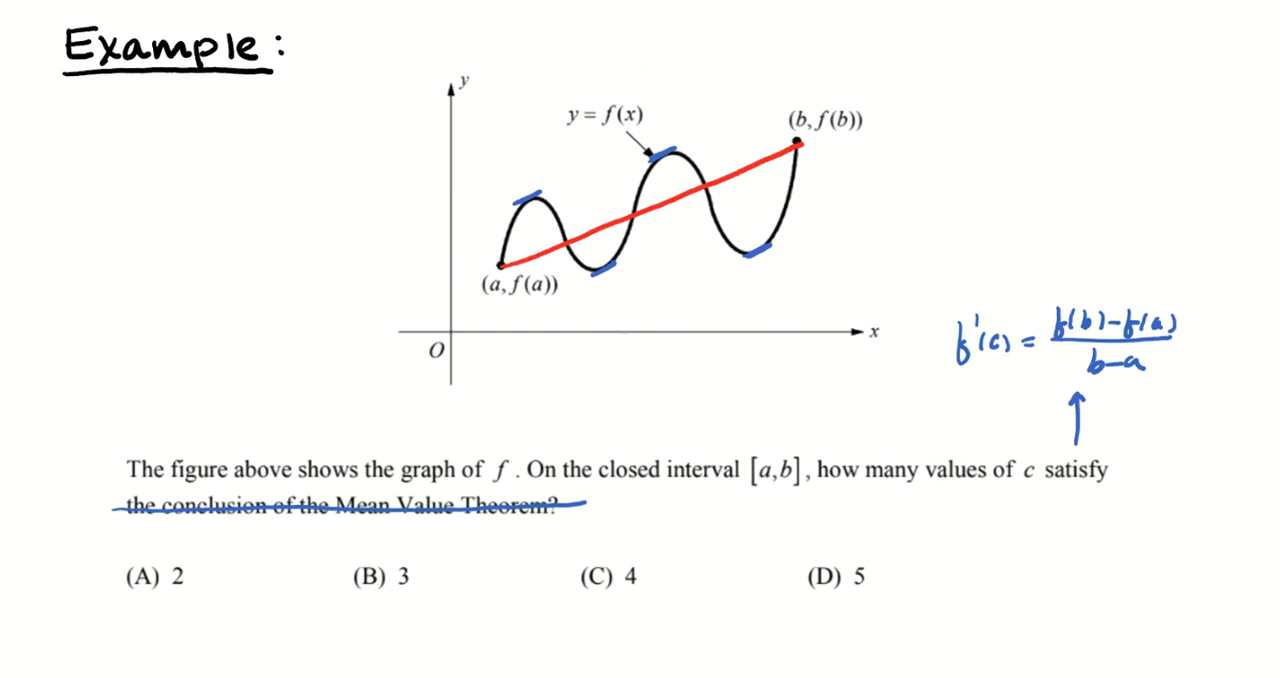 Example:
y
y = f(x)
(b, f(b))
(a, f(a))
x
O
f'(c) = f(b)-f(a)
b-a
The figure above shows the graph of f . On the closed interval [a,b], how many values of c satisfy
the conclusion of the Mean Value Theorem?
(A) 2 (B) 3 (C) 4 (D) 5